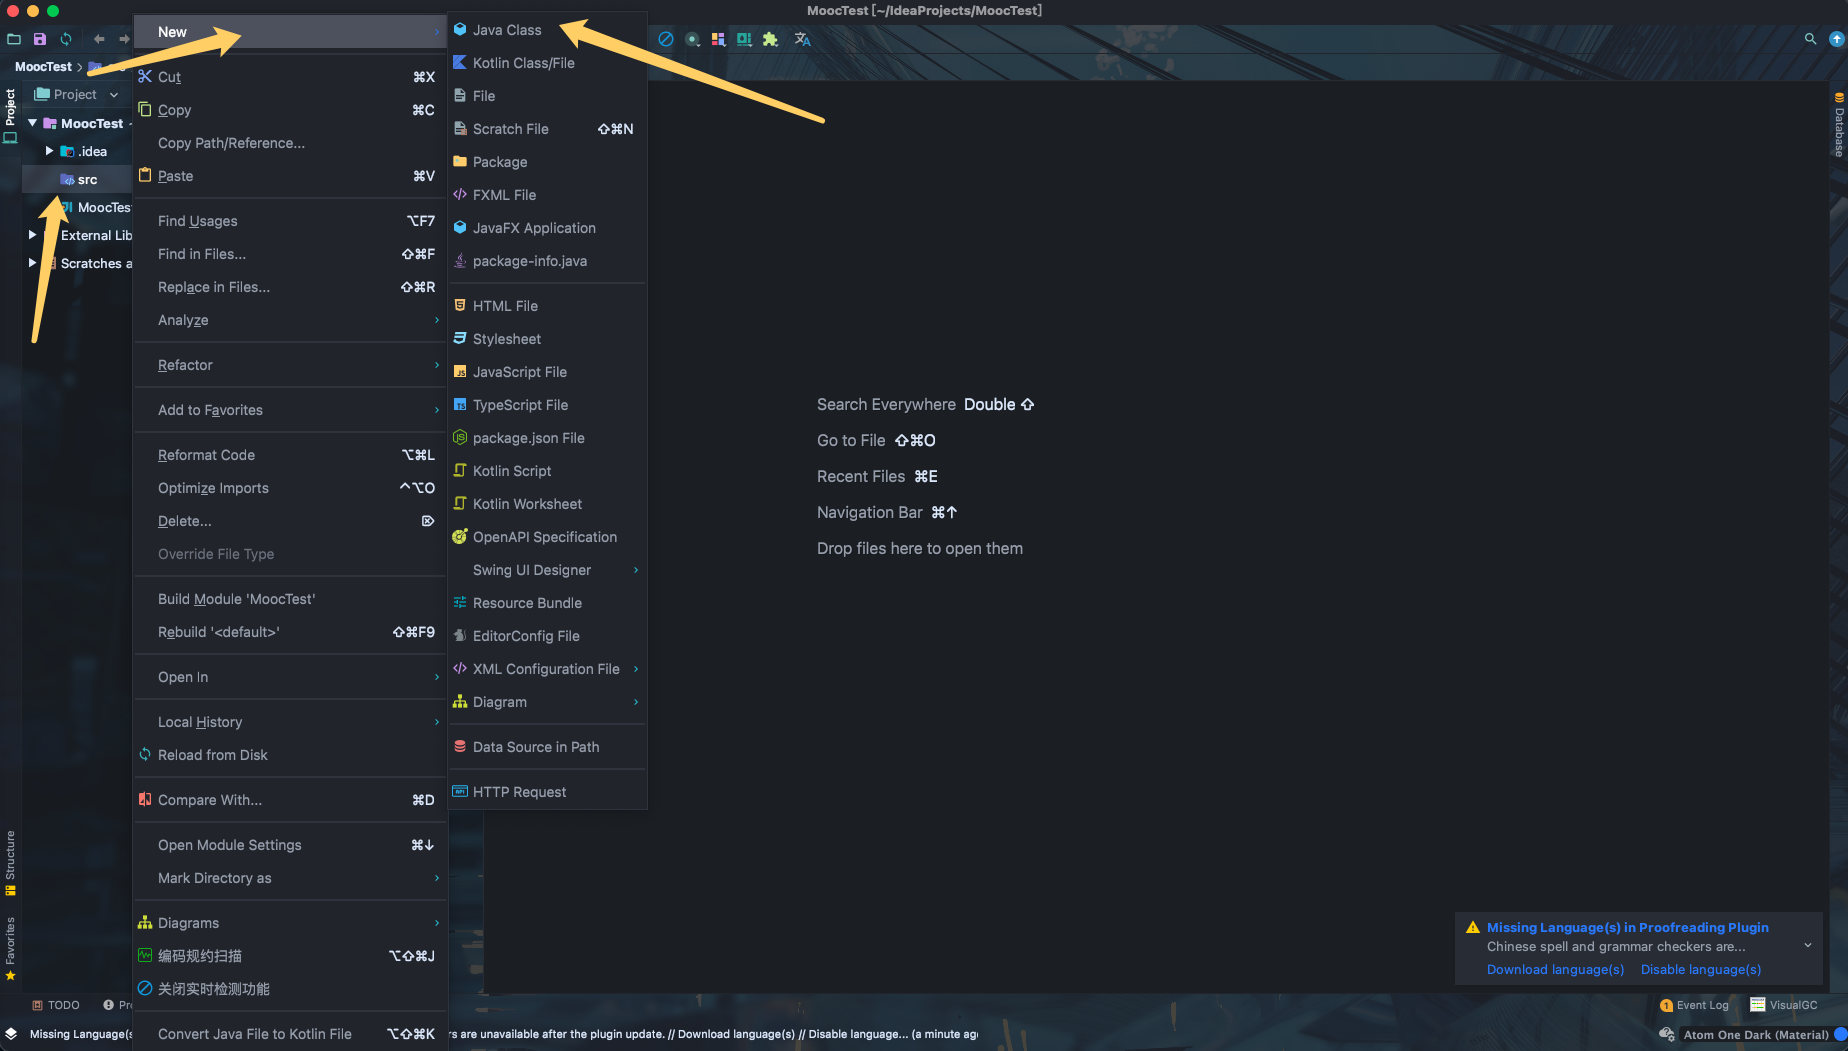 MoocTest [~/IdeaProjects/MoocTest]
MoocTest
Project
Project
MoocTest
.idea
src
MoocTest
External Lib
Scratches a
Structure
Favorites
New
Cut ⌘X
Copy ⌘C
Copy Path/Reference...
Paste ⌘V
Find Usages ⌥F7
Find in Files... ⇧⌘F
Replace in Files... ⇧⌘R
Analyze
Refactor
Add to Favorites
Reformat Code ⌥⌘L
Optimize Imports ^⌥O
Delete... ⌦
Override File Type
Build Module 'MoocTest'
Rebuild '<default>' ⇧⌘F9
Open In
Local History
Reload from Disk
Compare With... ⌘D
Open Module Settings ⌘↓
Mark Directory as
Diagrams
编码规约扫描 ⌥⇧⌘J
关闭实时检测功能
Convert Java File to Kotlin File ⌥⇧⌘K
Java Class
Kotlin Class/File
File
Scratch File ⇧⌘N
Package
FXML File
JavaFX Application
package-info.java
HTML File
Stylesheet
JavaScript File
TypeScript File
package.json File
Kotlin Script
Kotlin Worksheet
OpenAPI Specification
Swing UI Designer
Resource Bundle
EditorConfig File
XML Configuration File
Diagram
Data Source in Path
HTTP Request
Search Everywhere Double ⇧
Go to File ⇧⌘O
Recent Files ⌘E
Navigation Bar ⌘↑
Drop files here to open them
Database
Missing Language(s) in Proofreading Plugin
Chinese spell and grammar checkers are...
Download language(s) Disable language(s)
TODO Pr
1 Event Log VisualGC
Missing Language(s
rs are unavailable after the plugin update. // Download language(s) // Disable language... (a minute ag
Atom One Dark (Material)